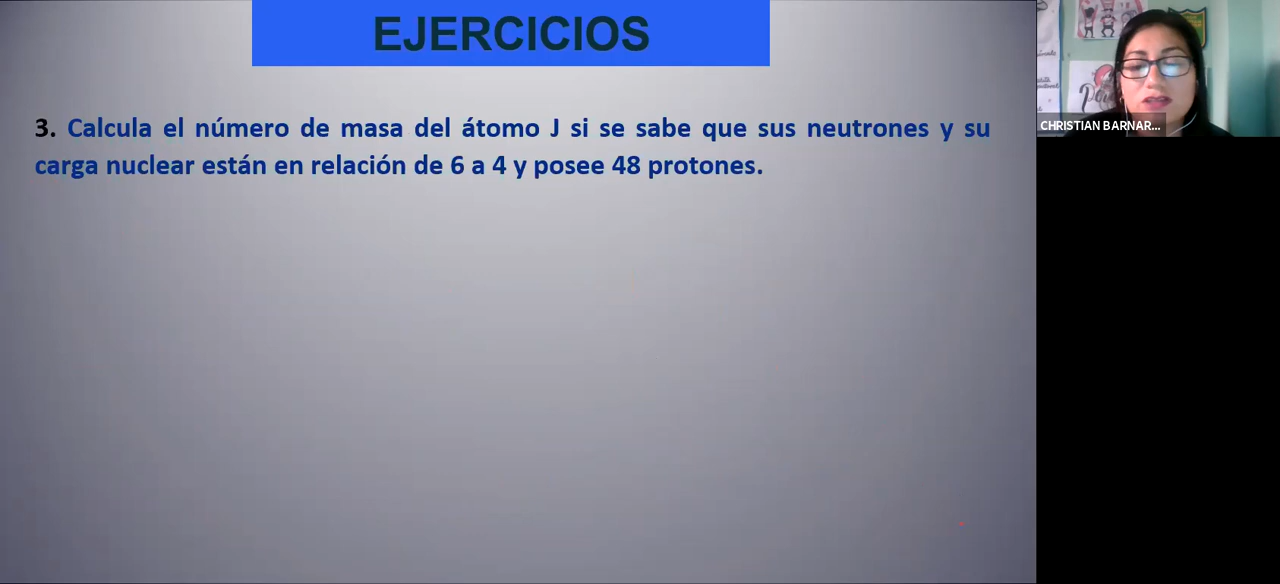 EJERCICIOS
3. Calcula el número de masa del átomo J si se sabe que sus neutrones y su
carga nuclear están en relación de 6 a 4 y posee 48 protones.
CHRISTIAN BARNAR...